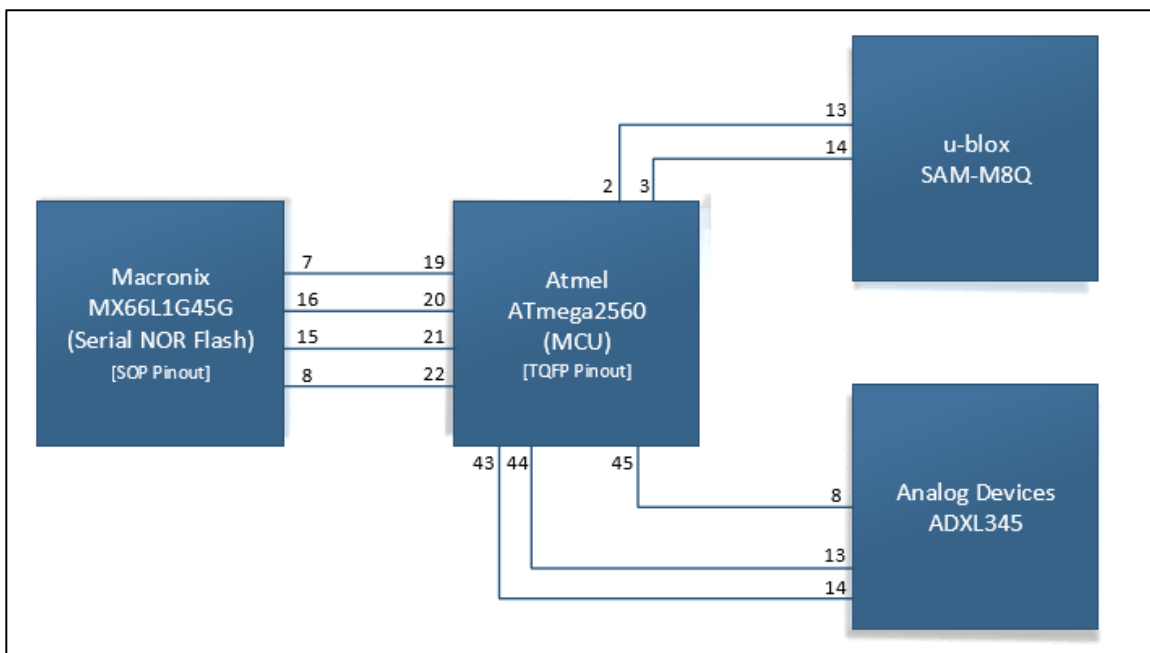 13
u-blox
14
SAM-M8Q
2 3
Macronix
MX66L1G45G
(Serial NOR Flash)
[SOP Pinout]
7 19
16 20
15 21
8 22
Atmel
ATmega2560
(MCU)
[TQFP Pinout]
43 44 45
8
13
14
Analog Devices
ADXL345